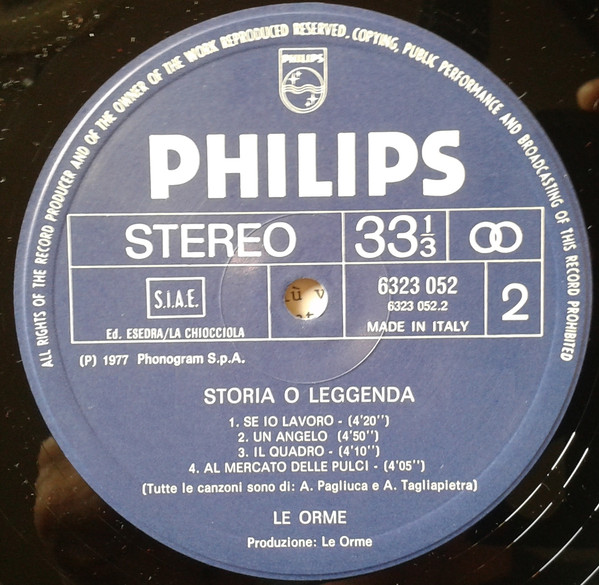 ALL RIGHTS OF THE RECORD PRODUCER AND OF THE OWNER OF THE WORK REPRODUCED RESERVED. COPYING, PUBLIC PERFORMANCE AND BROADCASTING OF THIS RECORD PROHIBITED
PHILIPS
PHILIPS
STEREO 33 1/3
S.I.A.E.
6323 052
6323 052.2
2
Ed. ESEDRA/LA CHIOCCIOLA
MADE IN ITALY
(P) 1977 Phonogram S.p.A.
STORIA O LEGGENDA
1. SE IO LAVORO - (4'20'')
2. UN ANGELO (4'50'')
3. IL QUADRO - (4'10'')
4. AL MERCATO DELLE PULCI - (4'05'')
(Tutte le canzoni sono di: A. Pagliuca e A. Tagliapietra)
LE ORME
Produzione: Le Orme